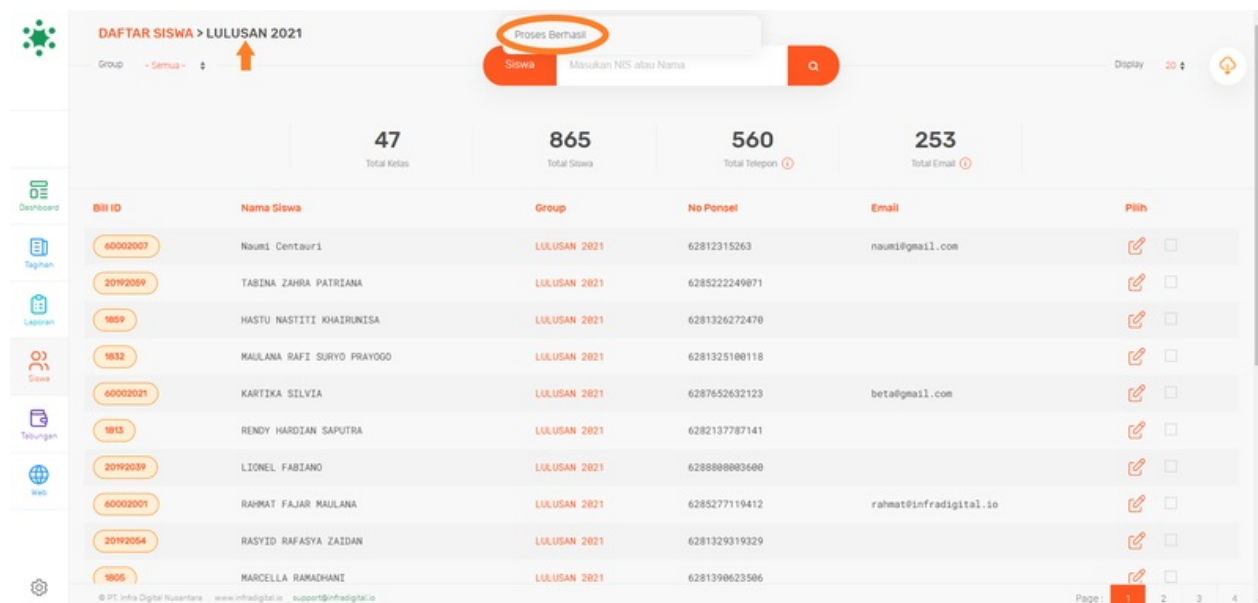 DAFTAR SISWA > LULUSAN 2021
Proses Berhasil
Group - Semua -
Siswa Masukan NIS atau Nama
Display 20
47 865 560 253
Total Kelas Total Siswa Total Telepon Total Email
Dashboard
Tagihan
Laporan
Siswa
Tabungan
Web
Bill ID Nama Siswa Group No Ponsel Email Pilih
60002007 Naumi Centauri LULUSAN 2021 62812315263 naumi@gmail.com
20192059 TABINA ZAHRA PATRIANA LULUSAN 2021 6285222249071
1859 HASTU NASTITI KHAIRUNISA LULUSAN 2021 6281326272470
1832 MAULANA RAFI SURYO PRAYOGO LULUSAN 2021 6281325100118
60002021 KARTIKA SILVIA LULUSAN 2021 6287652632123 beta@gmail.com
1813 RENDY HARDIAN SAPUTRA LULUSAN 2021 6282137787141
20192039 LIONEL FABIANO LULUSAN 2021 6288808003600
60002001 RAHMAT FAJAR MAULANA LULUSAN 2021 6285277119412 rahmat@infradigital.io
20192054 RASYID RAFASYA ZAIDAN LULUSAN 2021 6281329319329
1805 MARCELLA RAMADHANI LULUSAN 2021 6281390623506
© PT. Infra Digital Nusantara www.infradigital.io support@infradigital.io Page : 1 2 3 4